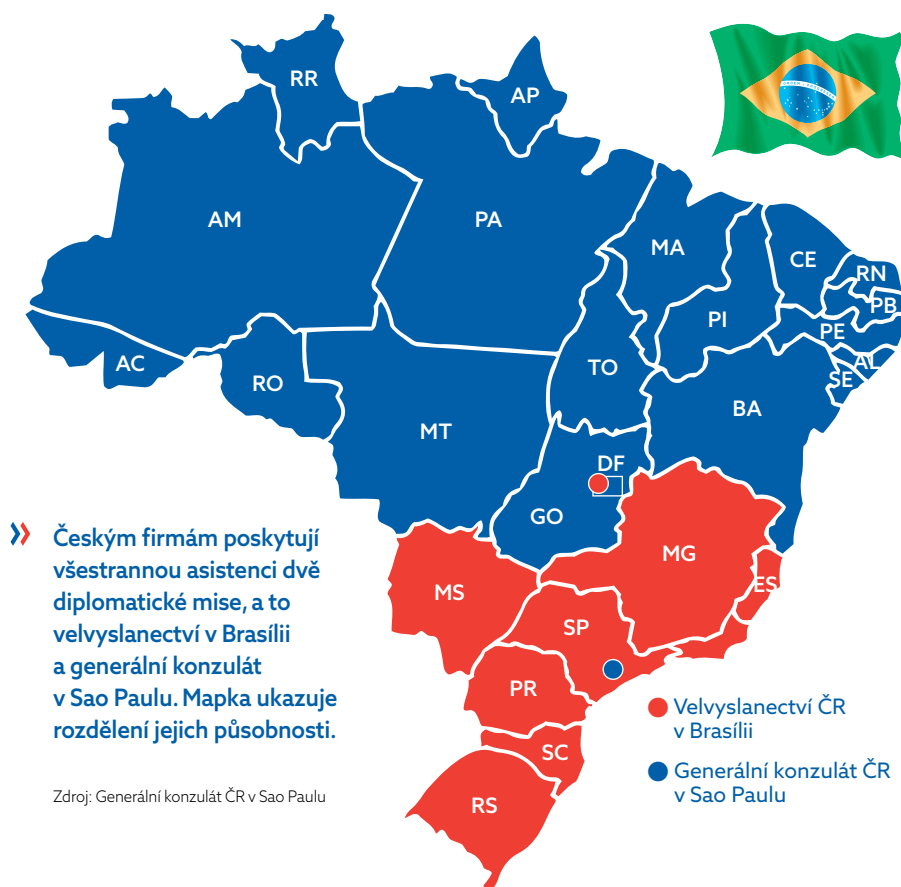 RR
AP
AM
PA
MA
CE
RN
PB
PI
PE
AL
SE
AC
RO
TO
BA
MT
DF
GO
MG
MS
ES
SP
PR
SC
RS
Českým firmám poskytují
všestrannou asistenci dvě
diplomatické mise, a to
velvyslanectví v Brasílii
a generální konzulát
v Sao Paulu. Mapka ukazuje
rozdělení jejich působnosti.
Zdroj: Generální konzulát ČR v Sao Paulu
Velvyslanectví ČR
v Brasílii
Generální konzulát ČR
v Sao Paulu